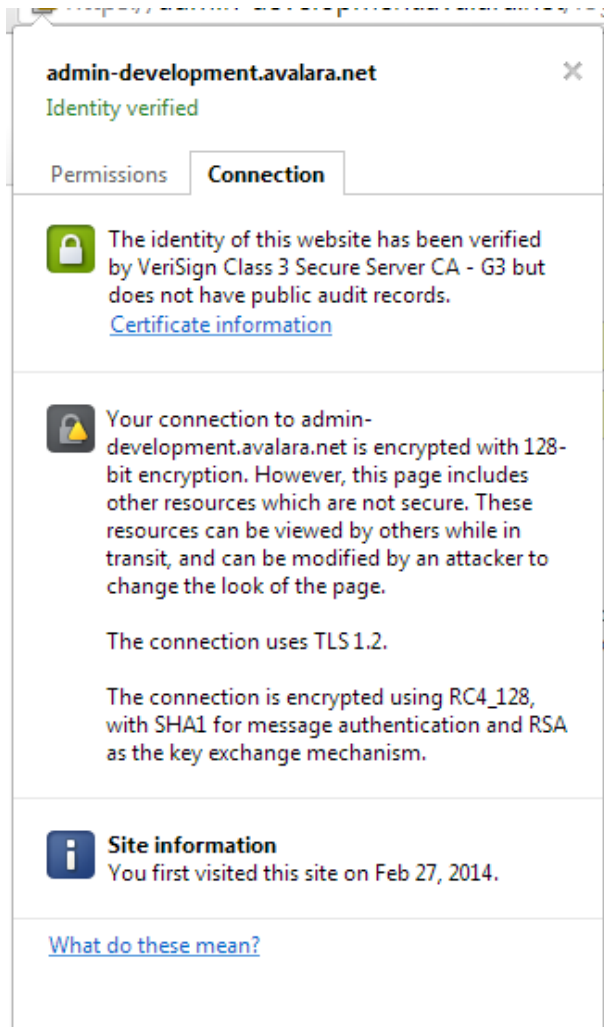 admin-development.avalara.net
Identity verified
Permissions Connection
The identity of this website has been verified
by VeriSign Class 3 Secure Server CA - G3 but
does not have public audit records.
Certificate information
Your connection to admin-
development.avalara.net is encrypted with 128-
bit encryption. However, this page includes
other resources which are not secure. These
resources can be viewed by others while in
transit, and can be modified by an attacker to
change the look of the page.
The connection uses TLS 1.2.
The connection is encrypted using RC4_128,
with SHA1 for message authentication and RSA
as the key exchange mechanism.
Site information
You first visited this site on Feb 27, 2014.
What do these mean?